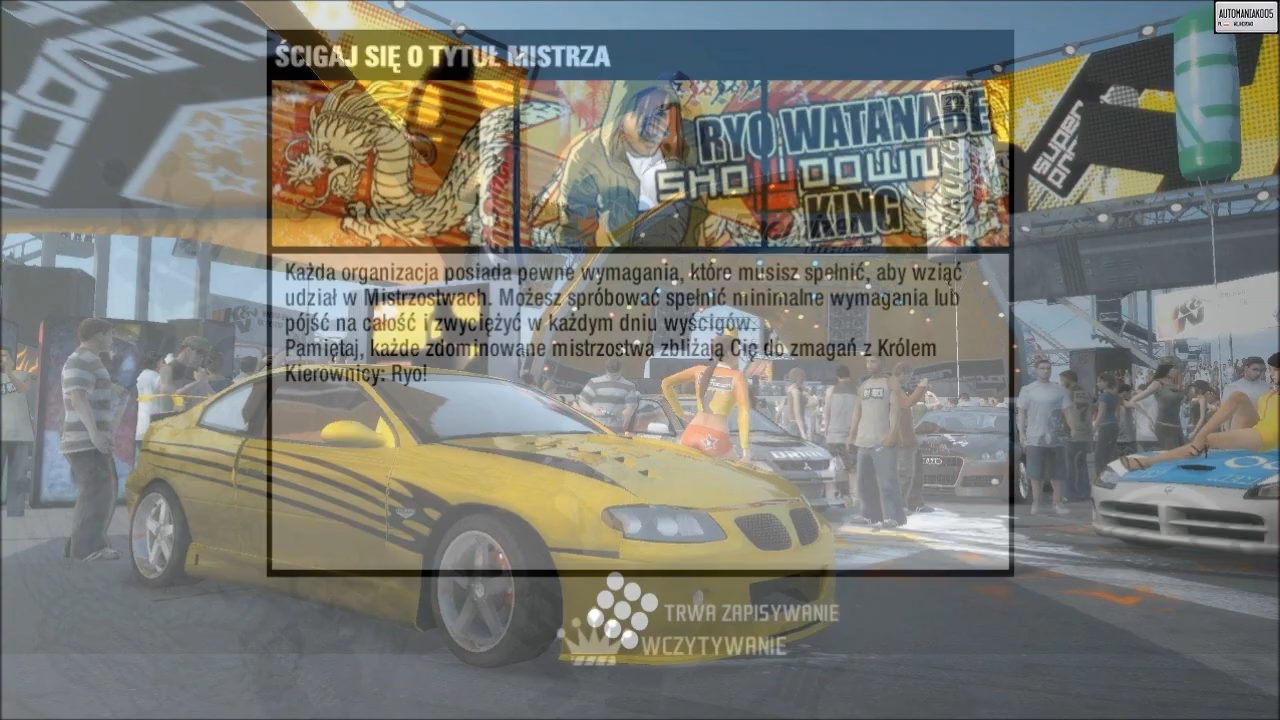 AUTOMANIAK005
ŚCIGAJ SIĘ O TYTUŁ MISTRZA
RYO WATANABE
SHOWDOWN
KING
SUPER
Każda organizacja posiada pewne wymagania, które musisz spełnić, aby wziąć
udział w Mistrzostwach. Możesz spróbować spełnić minimalne wymagania lub
pójść na całość i zwyciężyć w każdym dniu wyścigów.
Pamiętaj, każde zdominowane mistrzostwa zbliżają Cię do zmagań z Królem
Kierownicy: Ryo!
TRWA ZAPISYWANIE
WCZYTYWANIE